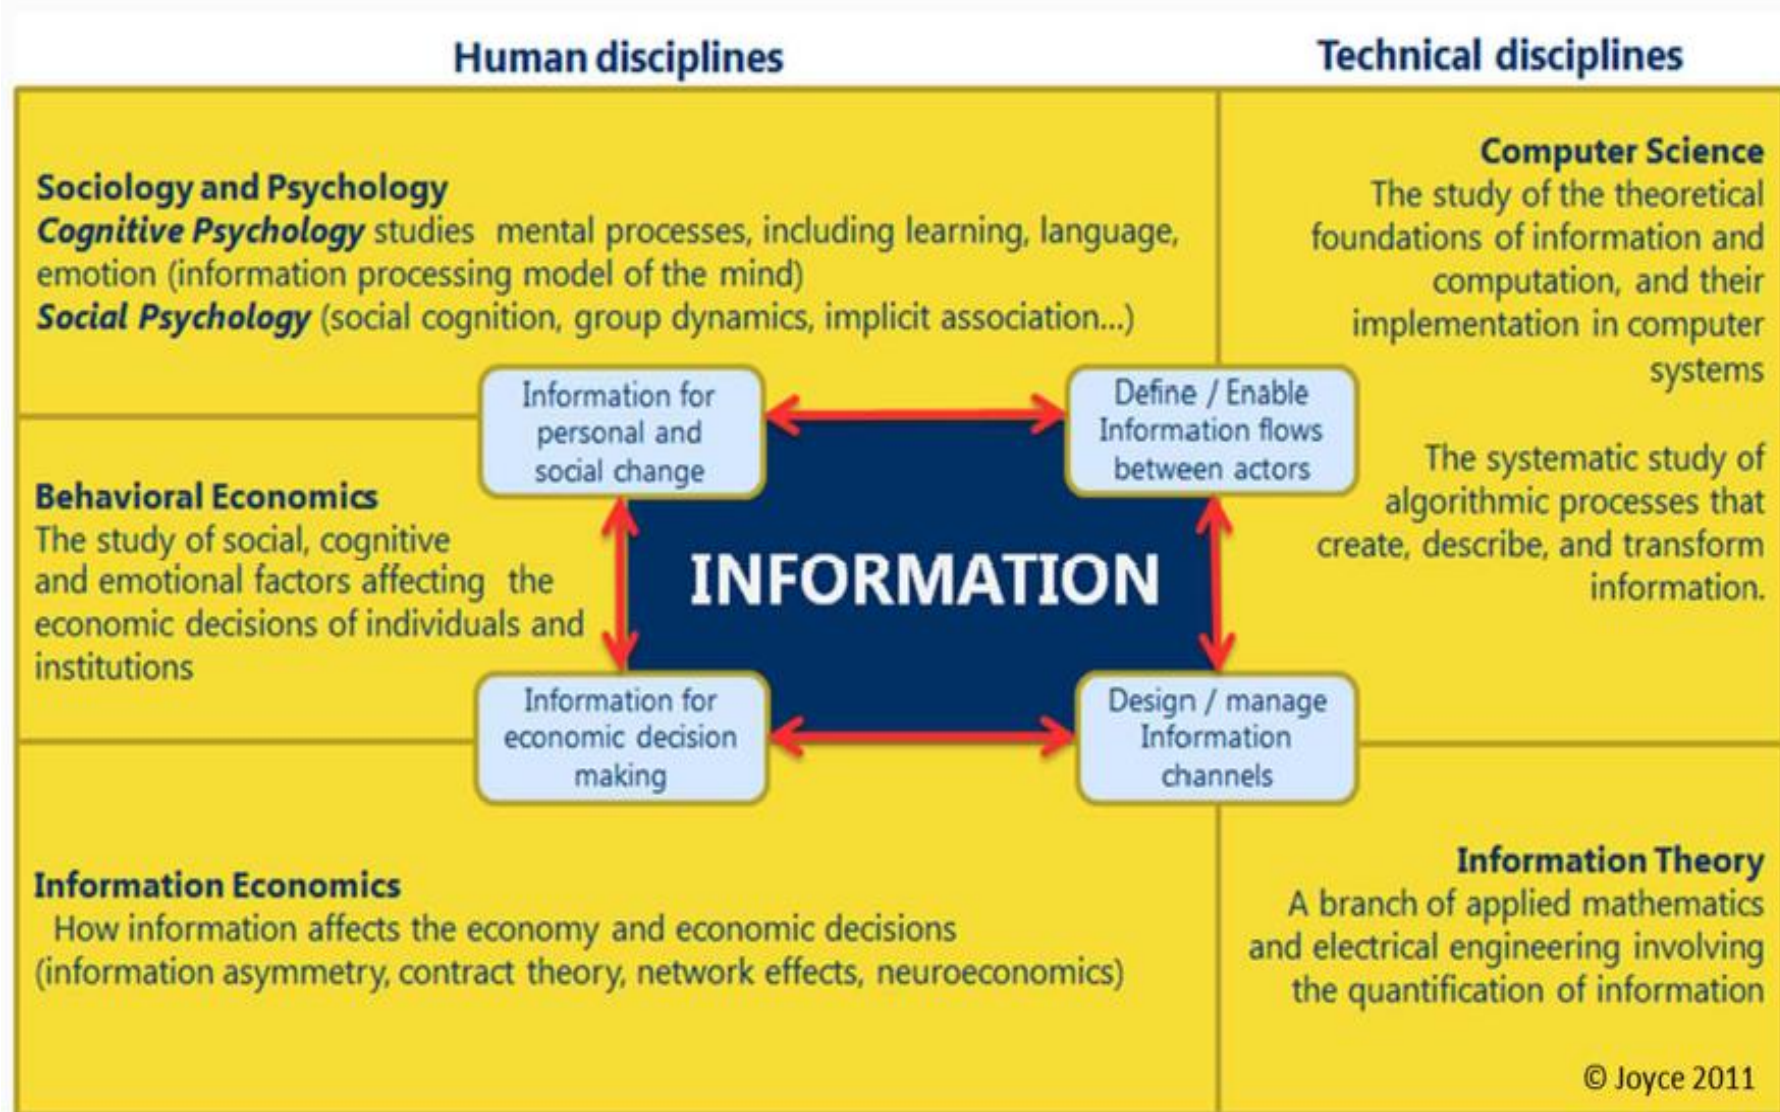 Human disciplines
Technical disciplines
Sociology and Psychology
Cognitive Psychology studies mental processes, including learning, language,
emotion (information processing model of the mind)
Social Psychology (social cognition, group dynamics, implicit association...)
Computer Science
The study of the theoretical
foundations of information and
computation, and their
implementation in computer
systems
The systematic study of
algorithmic processes that
create, describe, and transform
information.
Information for
personal and
social change
Define / Enable
Information flows
between actors
Behavioral Economics
The study of social, cognitive
and emotional factors affecting the
economic decisions of individuals and
institutions
INFORMATION
Information for
economic decision
making
Design / manage
Information
channels
Information Economics
How information affects the economy and economic decisions
(information asymmetry, contract theory, network effects, neuroeconomics)
Information Theory
A branch of applied mathematics
and electrical engineering involving
the quantification of information
© Joyce 2011